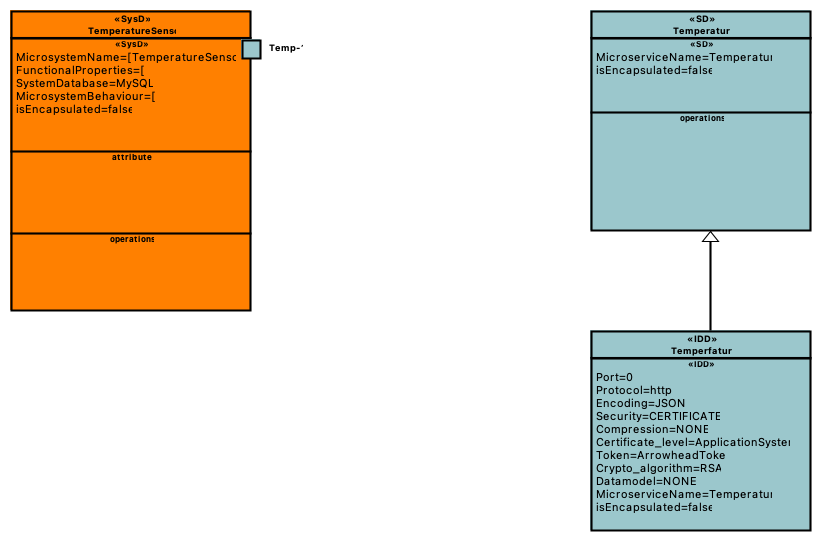 «SysD»
TemperatureSens
«SysD»
MicrosystemName=[TemperatureSens
FunctionalProperties=[
SystemDatabase=MySQL
MicrosystemBehaviour=[
isEncapsulated=false
attribute
operations
Temp-
«SD»
Temperatur
«SD»
MicroserviceName=Temperatur
isEncapsulated=false
operations
«IDD»
Temperfatur
«IDD»
Port=0
Protocol=http
Encoding=JSON
Security=CERTIFICATE
Compression=NONE
Certificate_level=ApplicationSyster
Token=ArrowheadToke
Crypto_algorithm=RSA
Datamodel=NONE
MicroserviceName=Temperatur
isEncapsulated=false